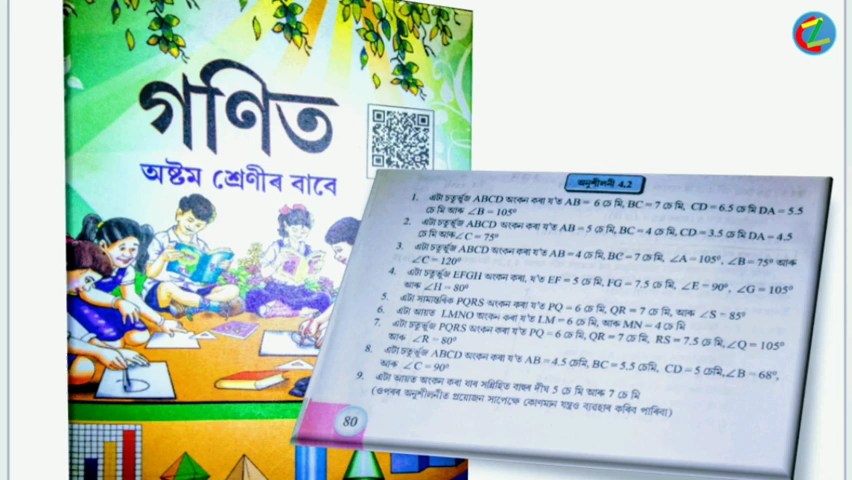 গণিত
অষ্টম শ্ৰেণীৰ বাবে
অনুশীলনী 4.2
1. এটা চতুৰ্ভুজ ABCD অংকন কৰা য'ত AB = 6 চে মি, BC = 7 চে মি, CD = 6.5 চে মি DA = 5.5
চে মি আৰু ∠B = 105°
2. এটা চতুৰ্ভুজ ABCD অংকন কৰা য'ত AB = 5 চে মি, BC = 4 চে মি, CD = 3.5 চে মি DA = 4.5
চে মি আৰু∠C = 75°
3. এটা চতুৰ্ভুজ ABCD অংকন কৰা য'ত AB = 4 চে মি, BC = 7 চে মি, ∠A = 105°, ∠B = 75° আৰু
∠C = 120°
4. এটা চতুৰ্ভুজ EFGH অংকন কৰা, য'ত EF = 5 চে মি, FG = 7.5 চে মি, ∠E = 90°, ∠G = 105°
আৰু ∠H = 80°
5. এটা সামান্তৰিক PQRS অংকন কৰা য'ত PQ = 6 চে মি, QR = 7 চে মি, আৰু ∠S = 85°
6. এটা আয়ত LMNO অংকন কৰা য'ত LM = 6 চে মি, আৰু MN = 4 চে মি
7. এটা চতুৰ্ভুজ PQRS অংকন কৰা য'ত PQ = 6 চে মি, QR = 7 চে মি, RS = 7.5 চে মি, ∠Q = 105°
আৰু ∠R = 80°
8. এটা চতুৰ্ভুজ ABCD অংকন কৰা য'ত AB = 4.5 চেমি, BC = 5.5 চেমি, CD = 5 চেমি, ∠B = 68°,
আৰু ∠C = 90°
9. এটা আয়ত অংকন কৰা যাৰ সন্নিহিত বাহুৰ দীঘ 5 চে মি আৰু 7 চে মি
(ওপৰৰ অনুশীলনীত প্ৰয়োজন সাপেক্ষে কোণমান যন্ত্ৰও ব্যৱহাৰ কৰিব পাৰিবা)
80